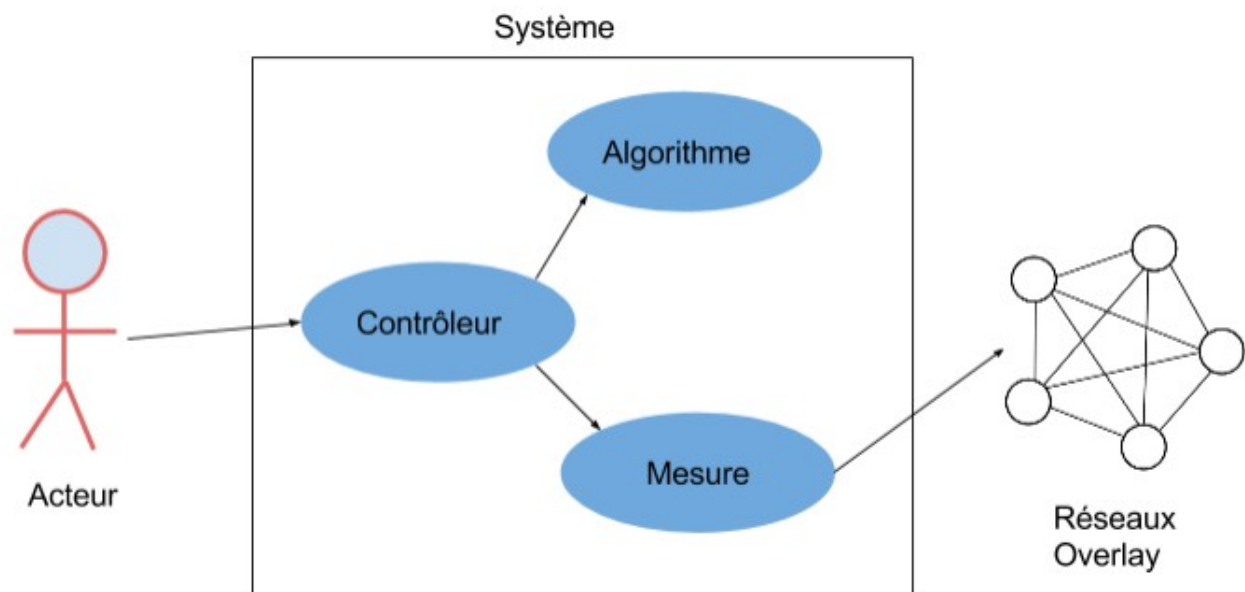 Système
Algorithme
Contrôleur
Mesure
Acteur
Réseaux
Overlay